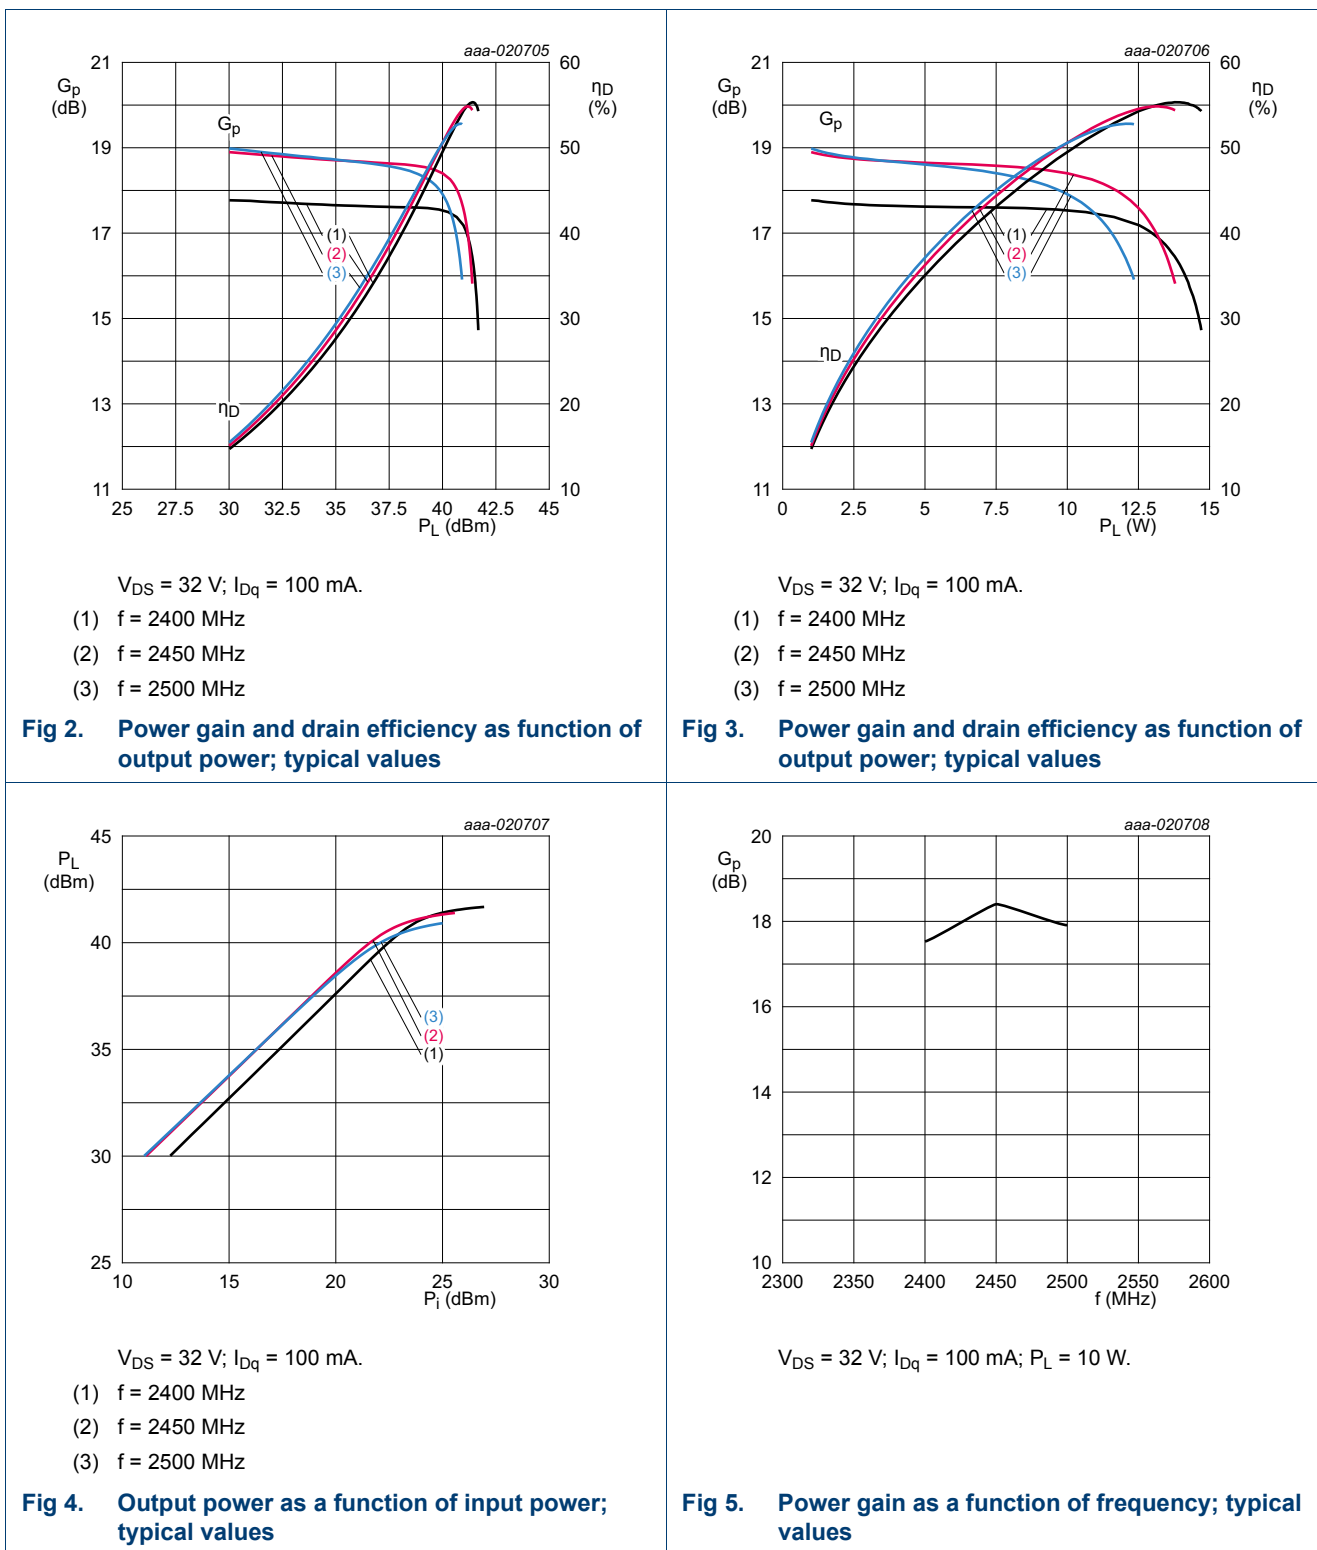 aaa-020705
21
60
Gp
(dB)
ηD
(%)
Gp
19
50
17
40
(1)
(2)
(3)
15
30
13
20
ηD
11
10
25 27.5 30 32.5 35 37.5 40 42.5 45
PL (dBm)
VDS = 32 V; IDq = 100 mA.
(1) f = 2400 MHz
(2) f = 2450 MHz
(3) f = 2500 MHz
Fig 2. Power gain and drain efficiency as function of
output power; typical values
aaa-020706
21
60
Gp
(dB)
ηD
(%)
Gp
19
50
17
40
(1)
(2)
(3)
15
30
ηD
13
20
11
10
0 2.5 5 7.5 10 12.5 15
PL (W)
VDS = 32 V; IDq = 100 mA.
(1) f = 2400 MHz
(2) f = 2450 MHz
(3) f = 2500 MHz
Fig 3. Power gain and drain efficiency as function of
output power; typical values
aaa-020707
45
PL
(dBm)
40
(3)
(2)
(1)
35
30
25
10 15 20 25 30
Pi (dBm)
VDS = 32 V; IDq = 100 mA.
(1) f = 2400 MHz
(2) f = 2450 MHz
(3) f = 2500 MHz
Fig 4. Output power as a function of input power;
typical values
aaa-020708
20
Gp
(dB)
18
16
14
12
10
2300 2350 2400 2450 2500 2550 2600
f (MHz)
VDS = 32 V; IDq = 100 mA; PL = 10 W.
Fig 5. Power gain as a function of frequency; typical
values